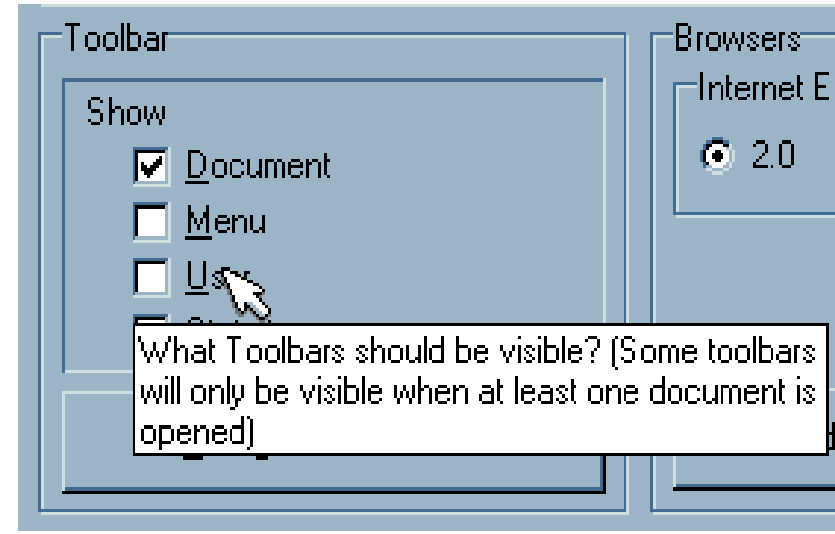 Toolbar
Browsers
Show
Internet E
Document
2.0
Menu
What Toolbars should be visible? (Some toolbars
will only be visible when at least one document is
opened)